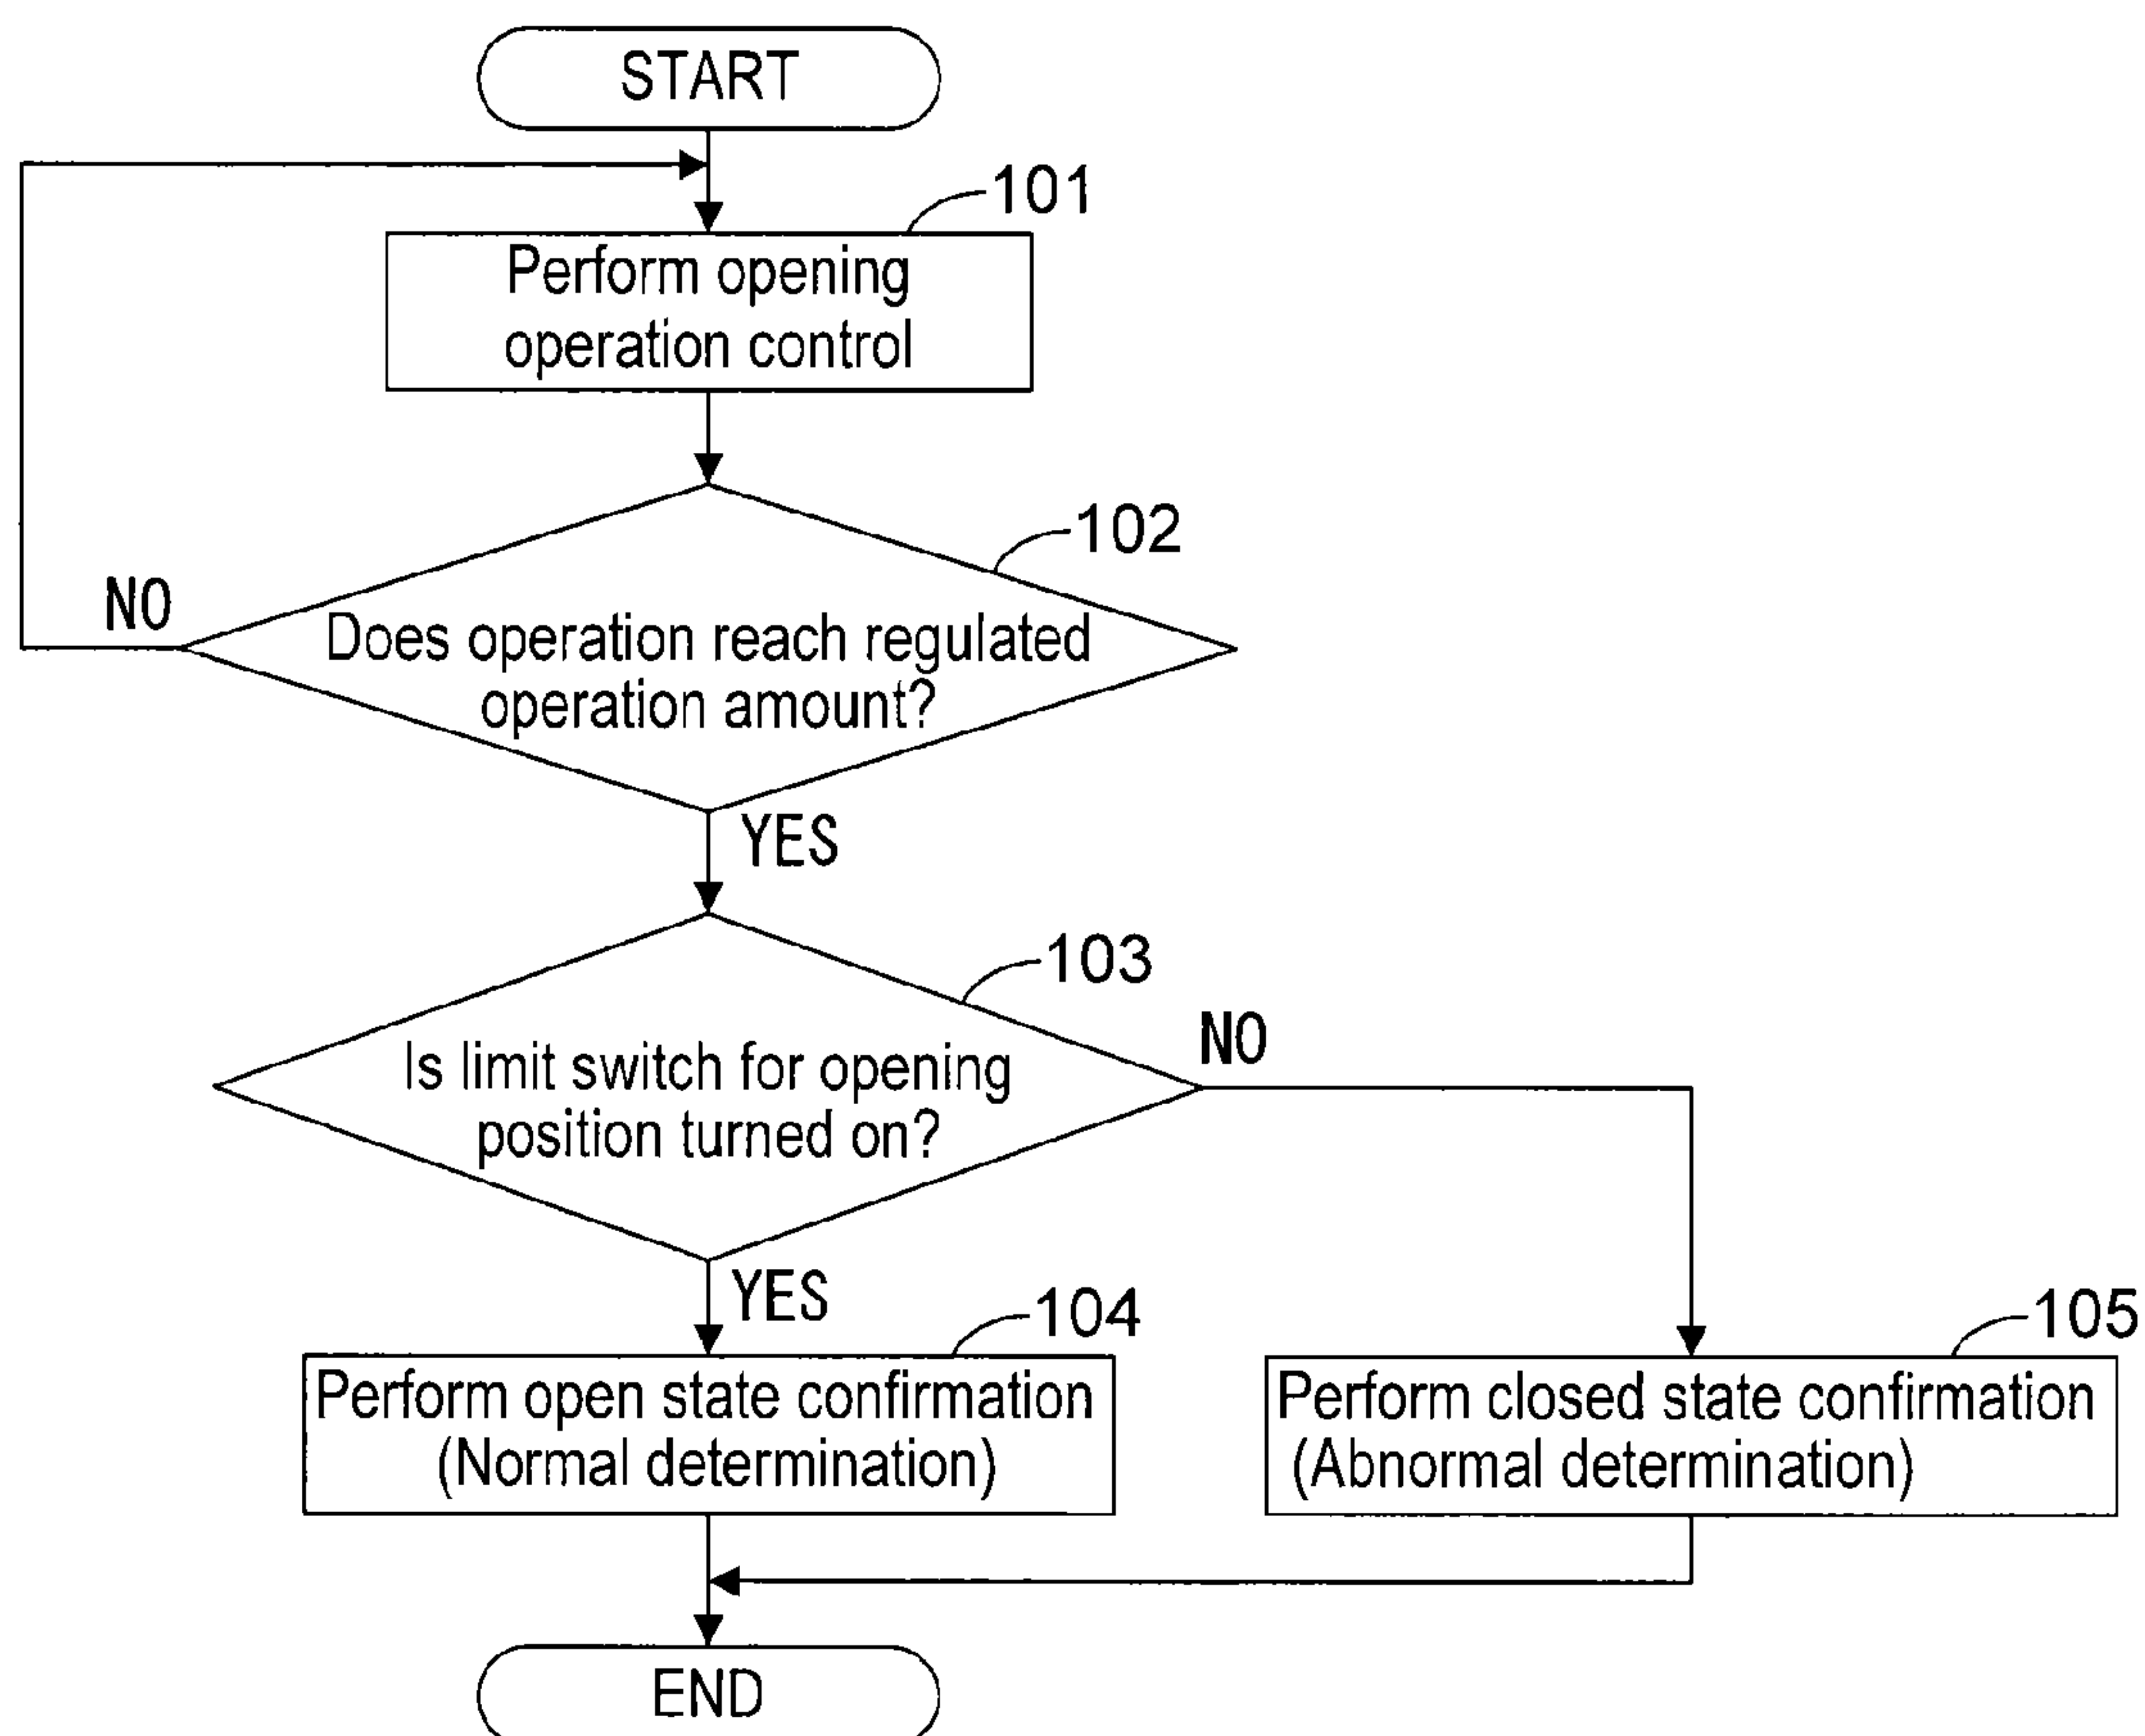 START
101
Perform opening
operation control
102
NO
Does operation reach regulated
operation amount?
YES
103
NO
Is limit switch for opening
position turned on?
YES
104
105
Perform open state confirmation
(Normal determination)
Perform closed state confirmation
(Abnormal determination)
END